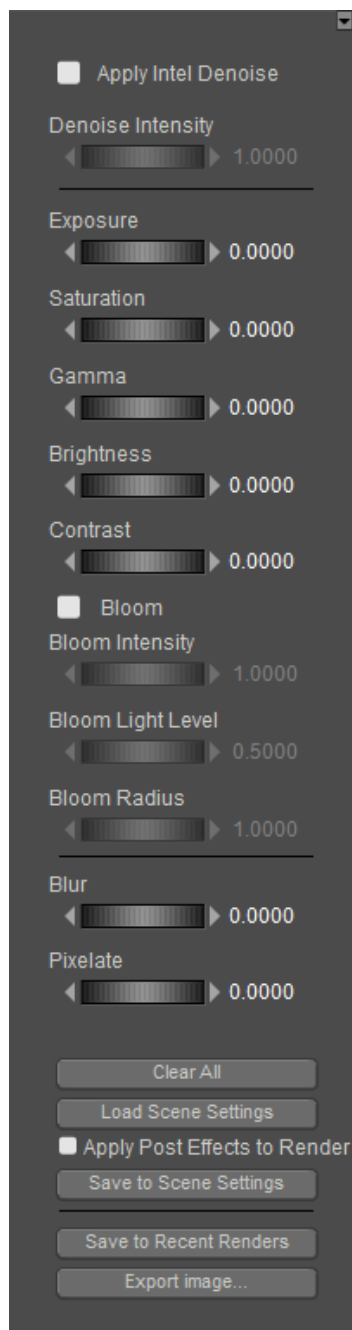 Apply Intel Denoise
Denoise Intensity
1.0000
Exposure
0.0000
Saturation
0.0000
Gamma
0.0000
Brightness
0.0000
Contrast
0.0000
Bloom
Bloom Intensity
1.0000
Bloom Light Level
0.5000
Bloom Radius
1.0000
Blur
0.0000
Pixelate
0.0000
Clear All
Load Scene Settings
Apply Post Effects to Render
Save to Scene Settings
Save to Recent Renders
Export image...